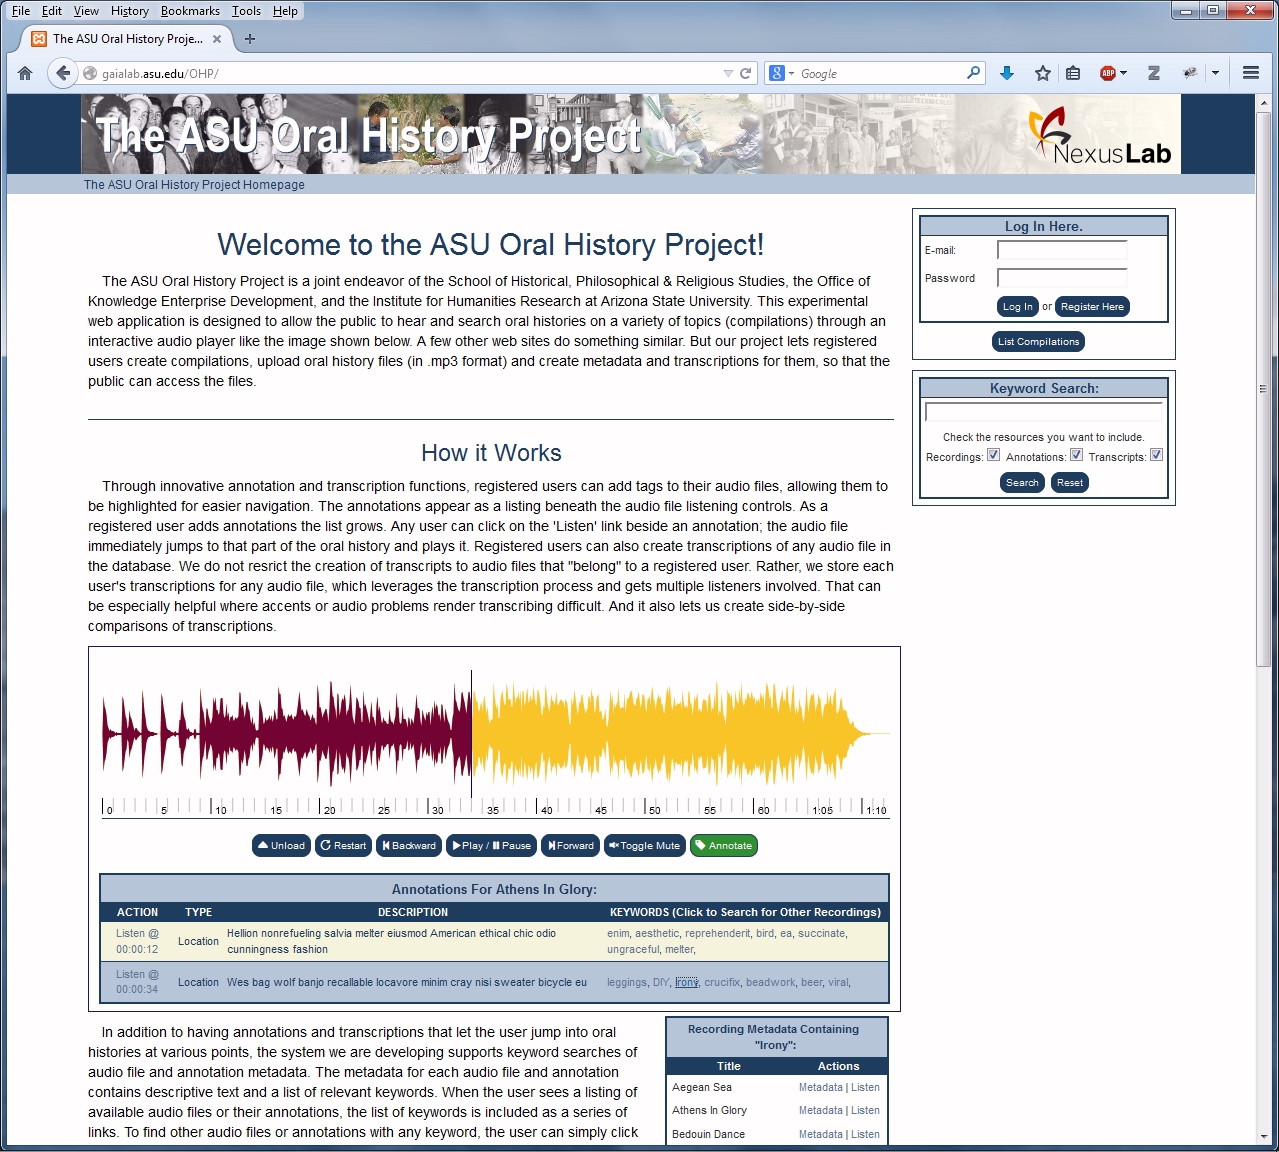 File Edit View History Bookmarks Tools Help
The ASU Oral History Proje...
gaialab.asu.edu/OHP/
Google
The ASU Oral History Project
NexusLab
The ASU Oral History Project Homepage
Welcome to the ASU Oral History Project!
The ASU Oral History Project is a joint endeavor of the School of Historical, Philosophical & Religious Studies, the Office of
Knowledge Enterprise Development, and the Institute for Humanities Research at Arizona State University. This experimental
web application is designed to allow the public to hear and search oral histories on a variety of topics (compilations) through an
interactive audio player like the image shown below. A few other web sites do something similar. But our project lets registered
users create compilations, upload oral history files (in .mp3 format) and create metadata and transcriptions for them, so that the
public can access the files.
Log In Here.
E-mail:
Password
Log In or Register Here
List Compilations
Keyword Search:
Check the resources you want to include.
Recordings: Annotations: Transcripts:
Search Reset
How it Works
Through innovative annotation and transcription functions, registered users can add tags to their audio files, allowing them to
be highlighted for easier navigation. The annotations appear as a listing beneath the audio file listening controls. As a
registered user adds annotations the list grows. Any user can click on the 'Listen' link beside an annotation; the audio file
immediately jumps to that part of the oral history and plays it. Registered users can also create transcriptions of any audio file in
the database. We do not resrict the creation of transcripts to audio files that "belong" to a registered user. Rather, we store each
user's transcriptions for any audio file, which leverages the transcription process and gets multiple listeners involved. That can
be especially helpful where accents or audio problems render transcribing difficult. And it also lets us create side-by-side
comparisons of transcriptions.
0 5 10 15 20 25 30 35 40 45 50 55 60 1:05 1:10
Unload Restart Backward Play / Pause Forward Toggle Mute Annotate
Annotations For Athens In Glory:
ACTION TYPE DESCRIPTION KEYWORDS (Click to Search for Other Recordings)
Listen @ 00:00:12 Location Hellion nonrefueling salvia melter eiusmod American ethical chic odio
cunningness fashion
enim, aesthetic, reprehenderit, bird, ea, succinate,
ungraceful, melter,
Listen @ 00:00:34 Location Wes bag wolf banjo recallable locavore minim cray nisi sweater bicycle eu
leggings, DIY, Irony, crucifix, beadwork, beer, viral,
In addition to having annotations and transcriptions that let the user jump into oral
histories at various points, the system we are developing supports keyword searches of
audio file and annotation metadata. The metadata for each audio file and annotation
contains descriptive text and a list of relevant keywords. When the user sees a listing of
available audio files or their annotations, the list of keywords is included as a series of
links. To find other audio files or annotations with any keyword, the user can simply click
Recording Metadata Containing
"Irony":
Title Actions
Aegean Sea Metadata | Listen
Athens In Glory Metadata | Listen
Bedouin Dance Metadata | Listen